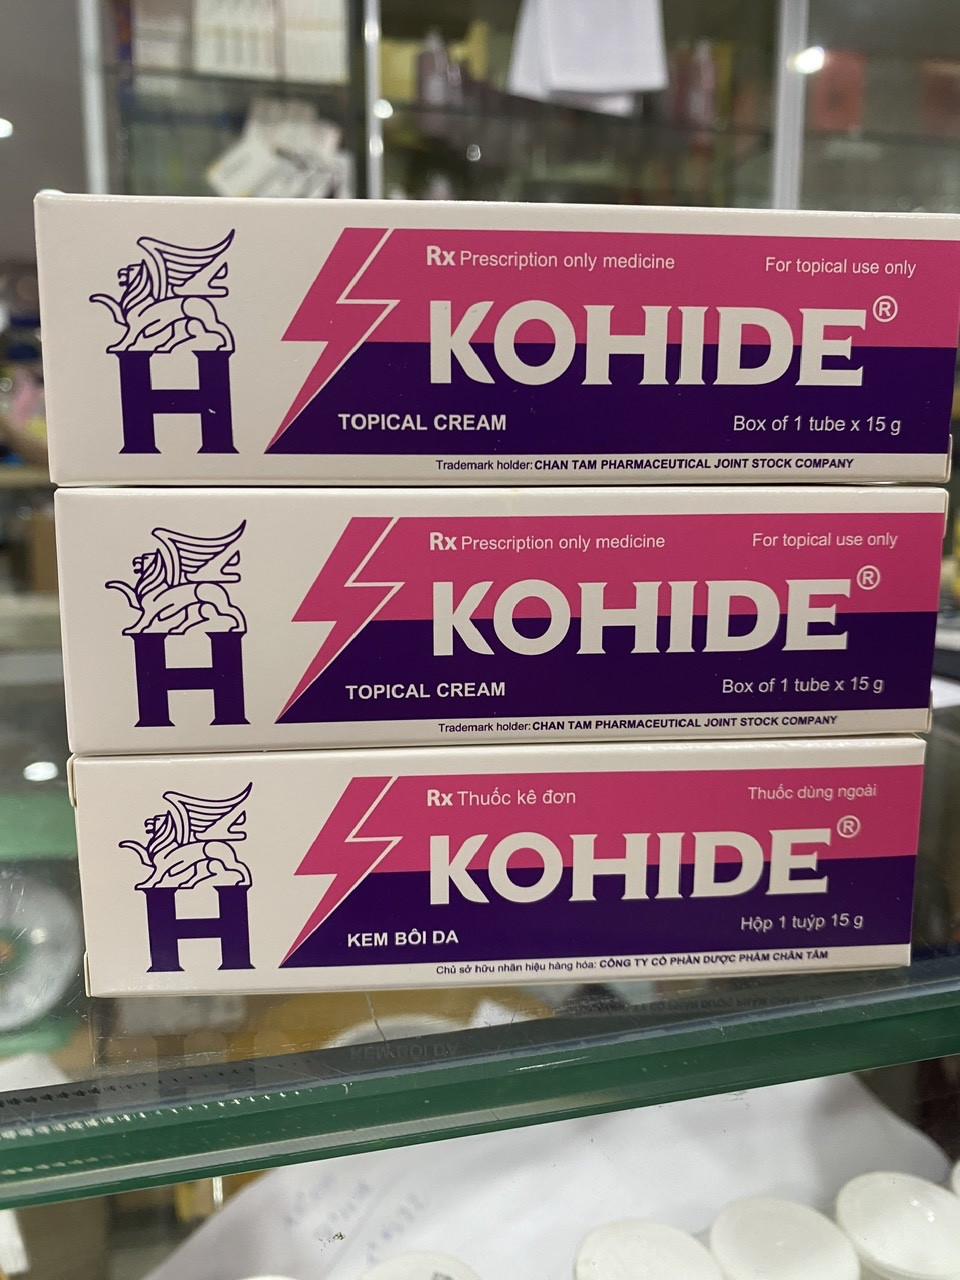 Rx Prescription only medicine
For topical use only
KOHIDE®
TOPICAL CREAM
Box of 1 tube x 15 g
Trademark holder: CHAN TAM PHARMACEUTICAL JOINT STOCK COMPANY
H
Rx Prescription only medicine
For topical use only
KOHIDE®
TOPICAL CREAM
Box of 1 tube x 15 g
Trademark holder: CHAN TAM PHARMACEUTICAL JOINT STOCK COMPANY
H
Rx Thuốc kê đơn
Thuốc dùng ngoài
KOHIDE®
KEM BÔI DA
Hộp 1 tuýp 15 g
Chủ sở hữu nhãn hiệu hàng hóa: CÔNG TY CỔ PHẦN DƯỢC PHẨM CHÂN TÂM
H